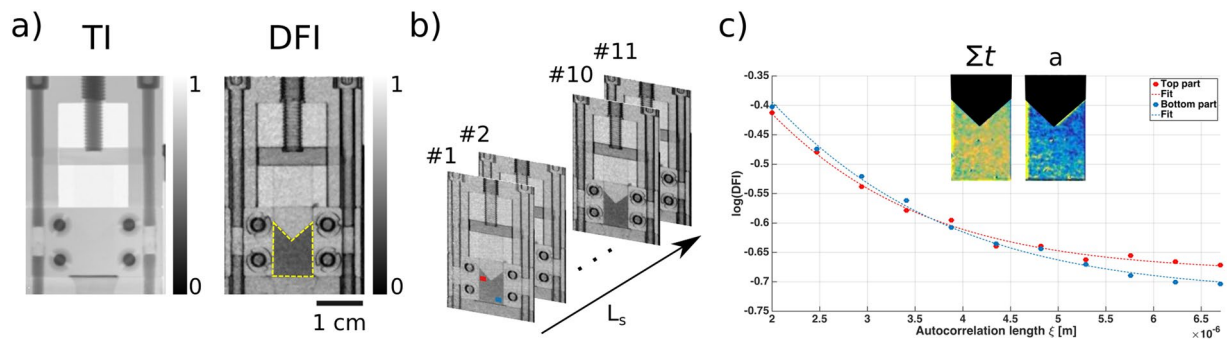 a)
TI
DFI
1
0
1
0
1 cm
b)
#1
#2
#10
#11
. . .
Ls
c)
-0.35
-0.4
-0.45
-0.5
-0.55
-0.6
-0.65
-0.7
-0.75
log(DFI)
Σt
a
Top part
Fit
Bottom part
Fit
2
2.5
3
3.5
4
4.5
5
5.5
6
6.5
Autocorrelation length ξ [m]
×10⁻⁶